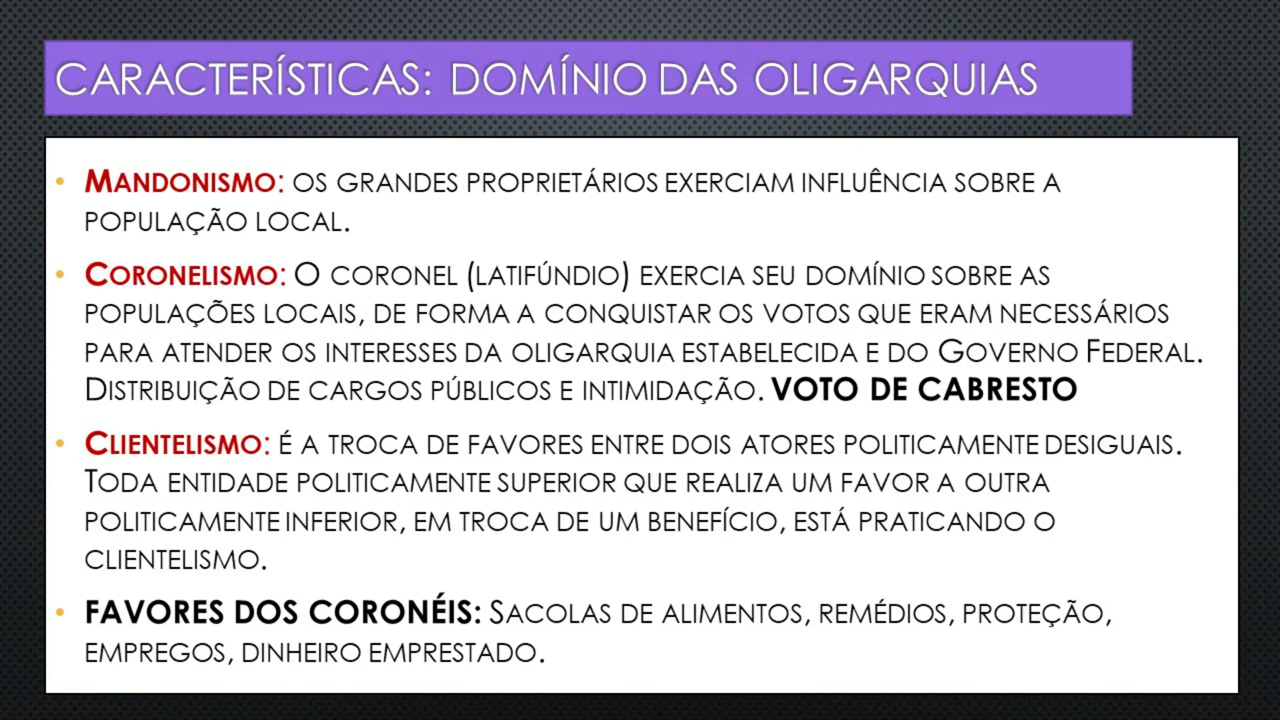 CARACTERÍSTICAS: DOMÍNIO DAS OLIGARQUIAS
• MANDONISMO: OS GRANDES PROPRIETÁRIOS EXERCIAM INFLUÊNCIA SOBRE A
POPULAÇÃO LOCAL.
• CORONELISMO: O CORONEL (LATIFÚNDIO) EXERCIA SEU DOMÍNIO SOBRE AS
POPULAÇÕES LOCAIS, DE FORMA A CONQUISTAR OS VOTOS QUE ERAM NECESSÁRIOS
PARA ATENDER OS INTERESSES DA OLIGARQUIA ESTABELECIDA E DO GOVERNO FEDERAL.
DISTRIBUIÇÃO DE CARGOS PÚBLICOS E INTIMIDAÇÃO. VOTO DE CABRESTO
• CLIENTELISMO: É A TROCA DE FAVORES ENTRE DOIS ATORES POLITICAMENTE DESIGUAIS.
TODA ENTIDADE POLITICAMENTE SUPERIOR QUE REALIZA UM FAVOR A OUTRA
POLITICAMENTE INFERIOR, EM TROCA DE UM BENEFÍCIO, ESTÁ PRATICANDO O
CLIENTELISMO.
• FAVORES DOS CORONÉIS: SACOLAS DE ALIMENTOS, REMÉDIOS, PROTEÇÃO,
EMPREGOS, DINHEIRO EMPRESTADO.